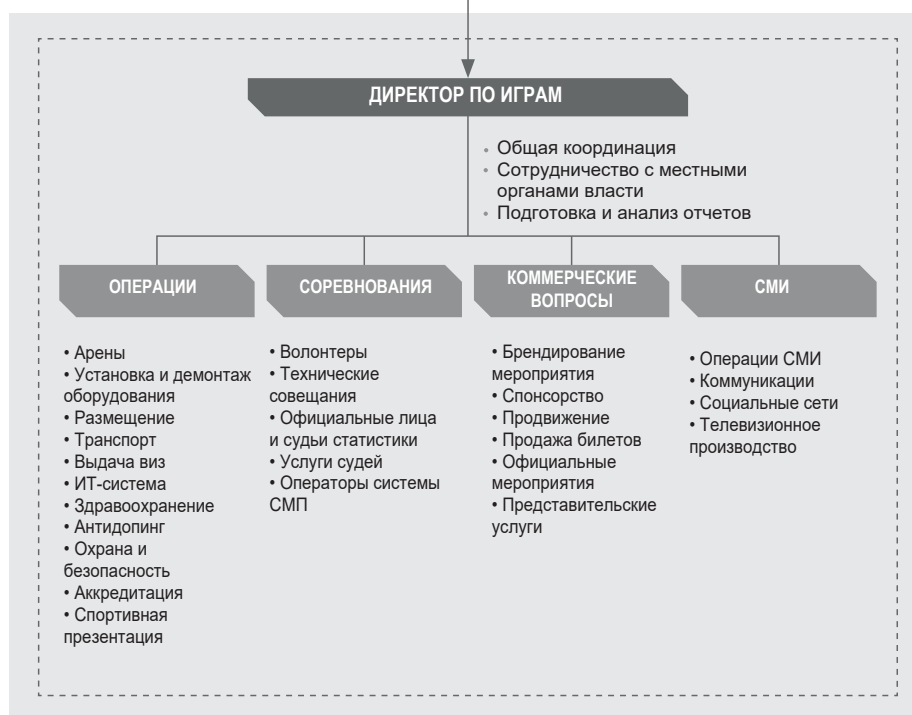 ДИРЕКТОР ПО ИГРАМ
• Общая координация
• Сотрудничество с местными
органами власти
• Подготовка и анализ отчетов
ОПЕРАЦИИ
• Арены
• Установка и демонтаж
оборудования
• Размещение
• Транспорт
• Выдача виз
• ИТ-система
• Здравоохранение
• Антидопинг
• Охрана и
безопасность
• Аккредитация
• Спортивная
презентация
СОРЕВНОВАНИЯ
• Волонтеры
• Технические
совещания
• Официальные лица
и судьи статистики
• Услуги судей
• Операторы системы
СМП
КОММЕРЧЕСКИЕ
ВОПРОСЫ
• Брендирование
мероприятия
• Спонсорство
• Продвижение
• Продажа билетов
• Официальные
мероприятия
• Представительские
услуги
СМИ
• Операции СМИ
• Коммуникации
• Социальные сети
• Телевизионное
производство